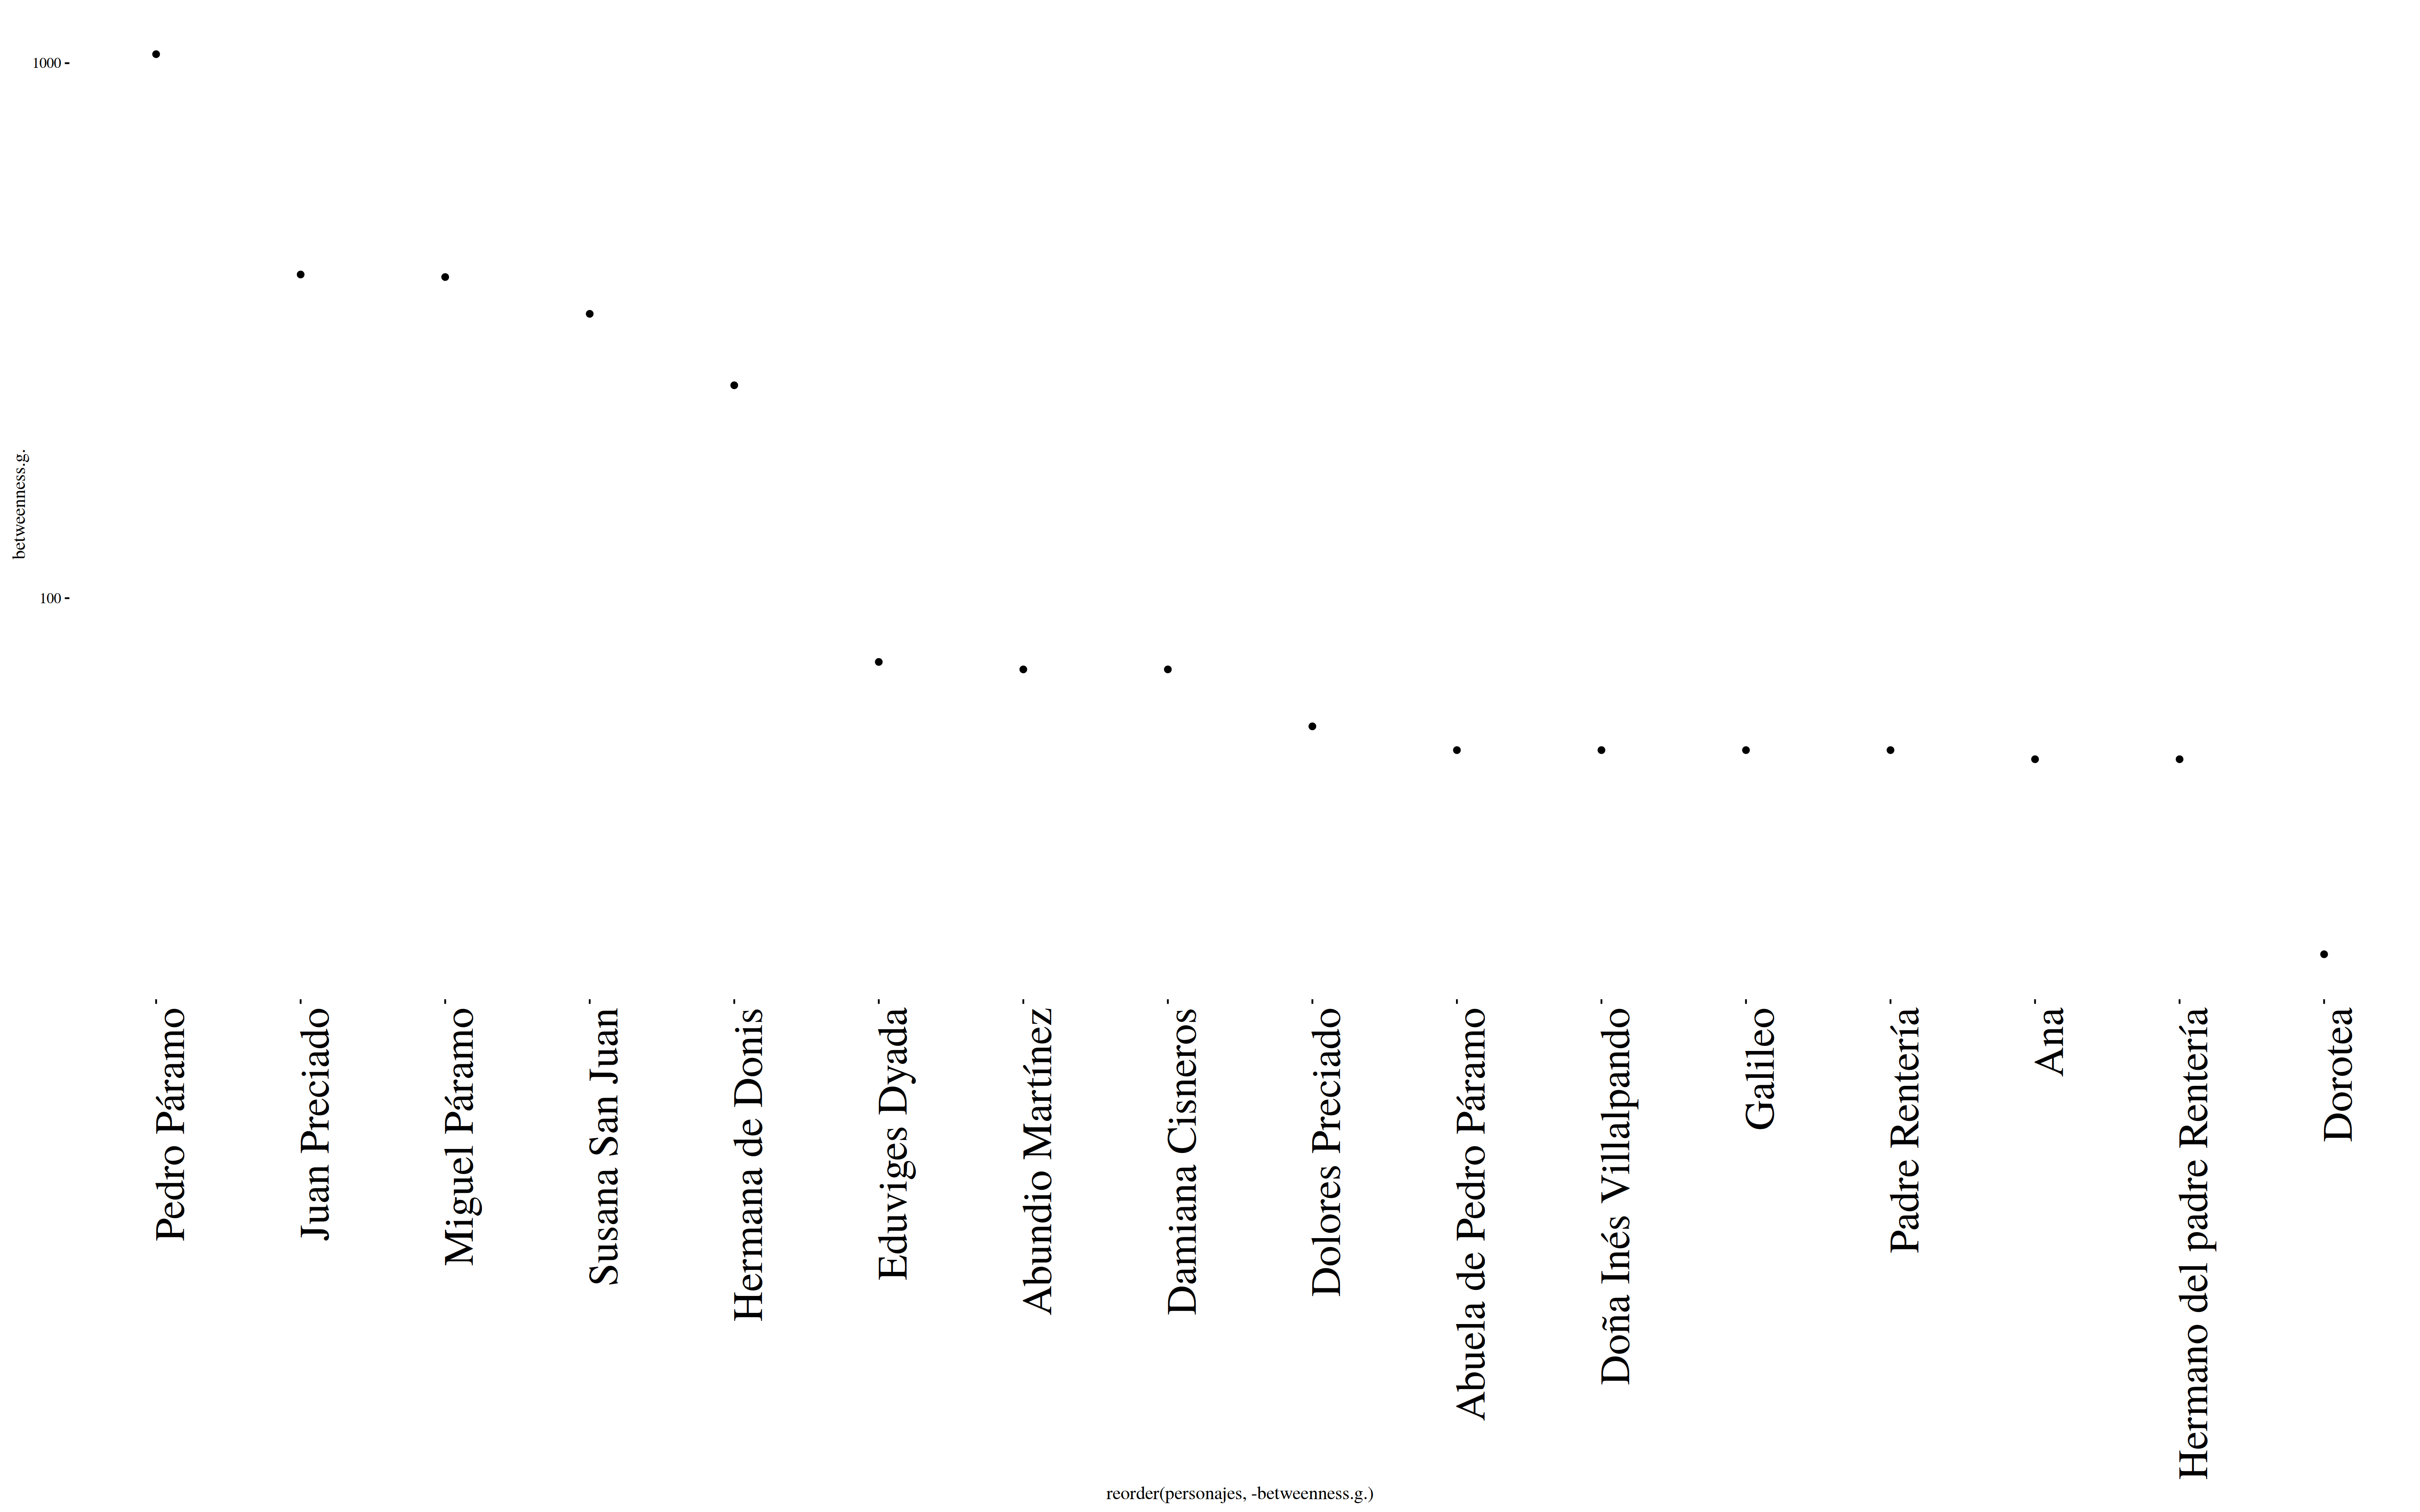 1000
100
betweenness.g.
Pedro Páramo
Juan Preciado
Miguel Páramo
Susana San Juan
Hermana de Donis
Eduviges Dyada
Abundio Martínez
Damiana Cisneros
Dolores Preciado
Abuela de Pedro Páramo
Doña Inés Villalpando
Galileo
Padre Rentería
Ana
Hermano del padre Rentería
Dorotea
reorder(personajes, -betweenness.g.)